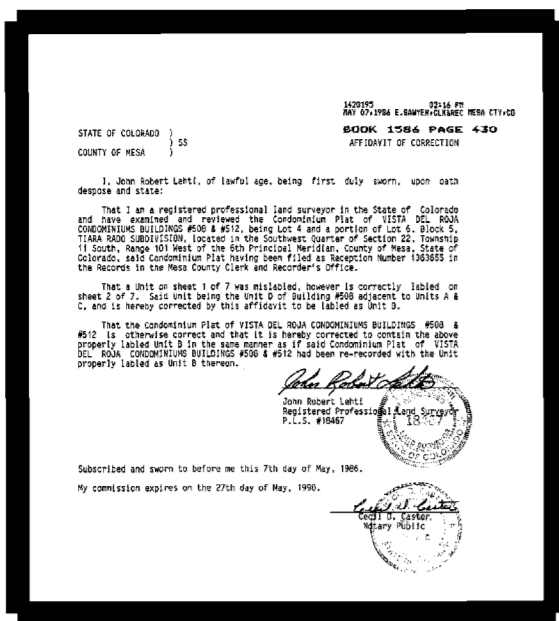 1420195 02:16 PM
MAY 07,1986 E.SAWYER,CLK&REC MESA CTY,CO
BOOK 1586 PAGE 430
STATE OF COLORADO )
) SS AFFIDAVIT OF CORRECTION
COUNTY OF MESA )
I, John Robert Lehti, of lawful age, being first duly sworn, upon oath
despose and state:
That I am a registered professional land surveyor in the State of Colorado
and have examined and reviewed the Condominium Plat of VISTA DEL ROJA
CONDOMINIUMS BUILDINGS #508 & #512, being Lot 4 and a portion of Lot 6, Block 5,
TIARA RADO SUBDIVISION, located in the Southwest Quarter of Section 22, Township
11 South, Range 101 West of the 6th Principal Meridian, County of Mesa, State of
Colorado, said Condominium Plat having been filed as Reception Number 1363655 in
the Records in the Mesa County Clerk and Recorder's Office.
That a Unit on sheet 1 of 7 was mislabled, however is correctly labled on
sheet 2 of 7. Said Unit being the Unit D of Building #508 adjacent to Units A &
C, and is hereby corrected by this affidavit to be labled as Unit B.
That the Condominium Plat of VISTA DEL ROJA CONDOMINIUMS BUILDINGS #508 &
#512 is otherwise correct and that it is hereby corrected to contain the above
properly labled Unit B in the same manner as if said Condominium Plat of VISTA
DEL ROJA CONDOMINIUMS BUILDINGS #508 & #512 had been re-recorded with the Unit
properly labled as Unit B thereon.
John Robert Lehti
John Robert Lehti
Registered Professional Land Surveyor
P.L.S. #18467
18467
LAND SURVEYOR
STATE OF COLORADO
Subscribed and sworn to before me this 7th day of May, 1986.
My commission expires on the 27th day of May, 1990.
Cecil D. Caster
Cecil D. Caster,
Notary Public